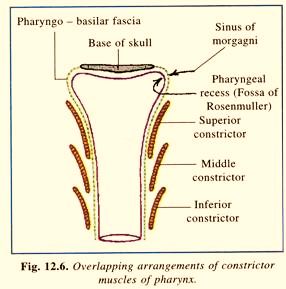 Pharyngo – basilar fascia
Sinus of
morgagni
Base of skull
Pharyngeal
recess (Fossa of
Rosenmuller)
Superior
constrictor
Middle
constrictor
Inferior
constrictor
Fig. 12.6. Overlapping arrangements of constrictor
muscles of pharynx.